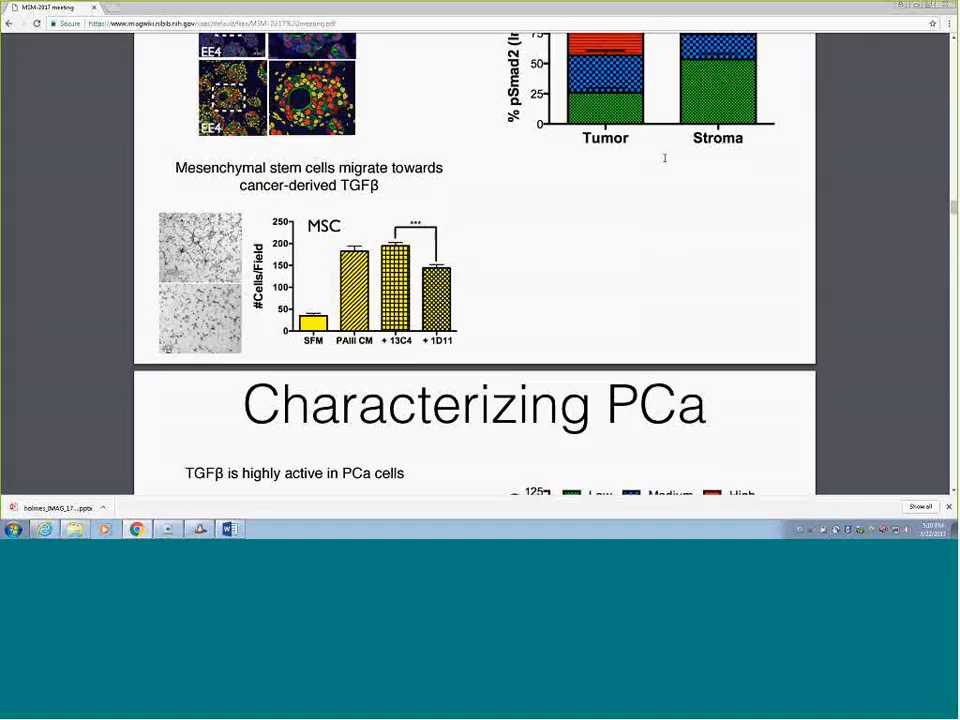 MSM-2017 meeting
Secure
https://www.imagwiki.nibib.nih.gov/sites/default/files/MSM-2017%20meeting.pdf
EE4
EE4
% pSmad2 (In
75
50
25
0
Tumor
Stroma
Mesenchymal stem cells migrate towards
cancer-derived TGFβ
MSC
***
#Cells/Field
250
200
150
100
50
0
SFM
PAIII CM
+ 13C4
+ 1D11
Characterizing PCa
TGFβ is highly active in PCa cells
125
Low
Medium
High
holmes_IMAG_17....pptx
Show all